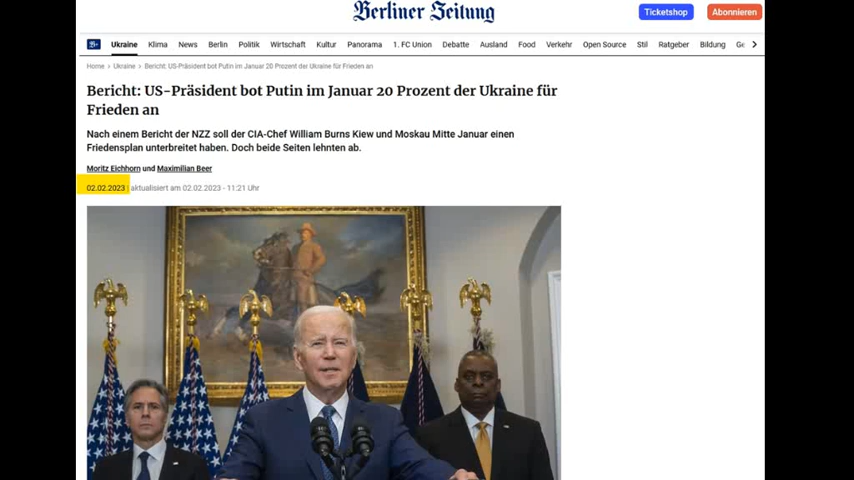 Berliner Zeitung
Ticketshop
Abonnieren
B+ Ukraine Klima News Berlin Politik Wirtschaft Kultur Panorama 1. FC Union Debatte Ausland Food Verkehr Open Source Stil Ratgeber Bildung Ge
Home > Ukraine > Bericht: US-Präsident bot Putin im Januar 20 Prozent der Ukraine für Frieden an
Bericht: US-Präsident bot Putin im Januar 20 Prozent der Ukraine für
Frieden an
Nach einem Bericht der NZZ soll der CIA-Chef William Burns Kiew und Moskau Mitte Januar einen
Friedensplan unterbreitet haben. Doch beide Seiten lehnten ab.
Moritz Eichhorn und Maximilian Beer
02.02.2023 | aktualisiert am 02.02.2023 - 11:21 Uhr